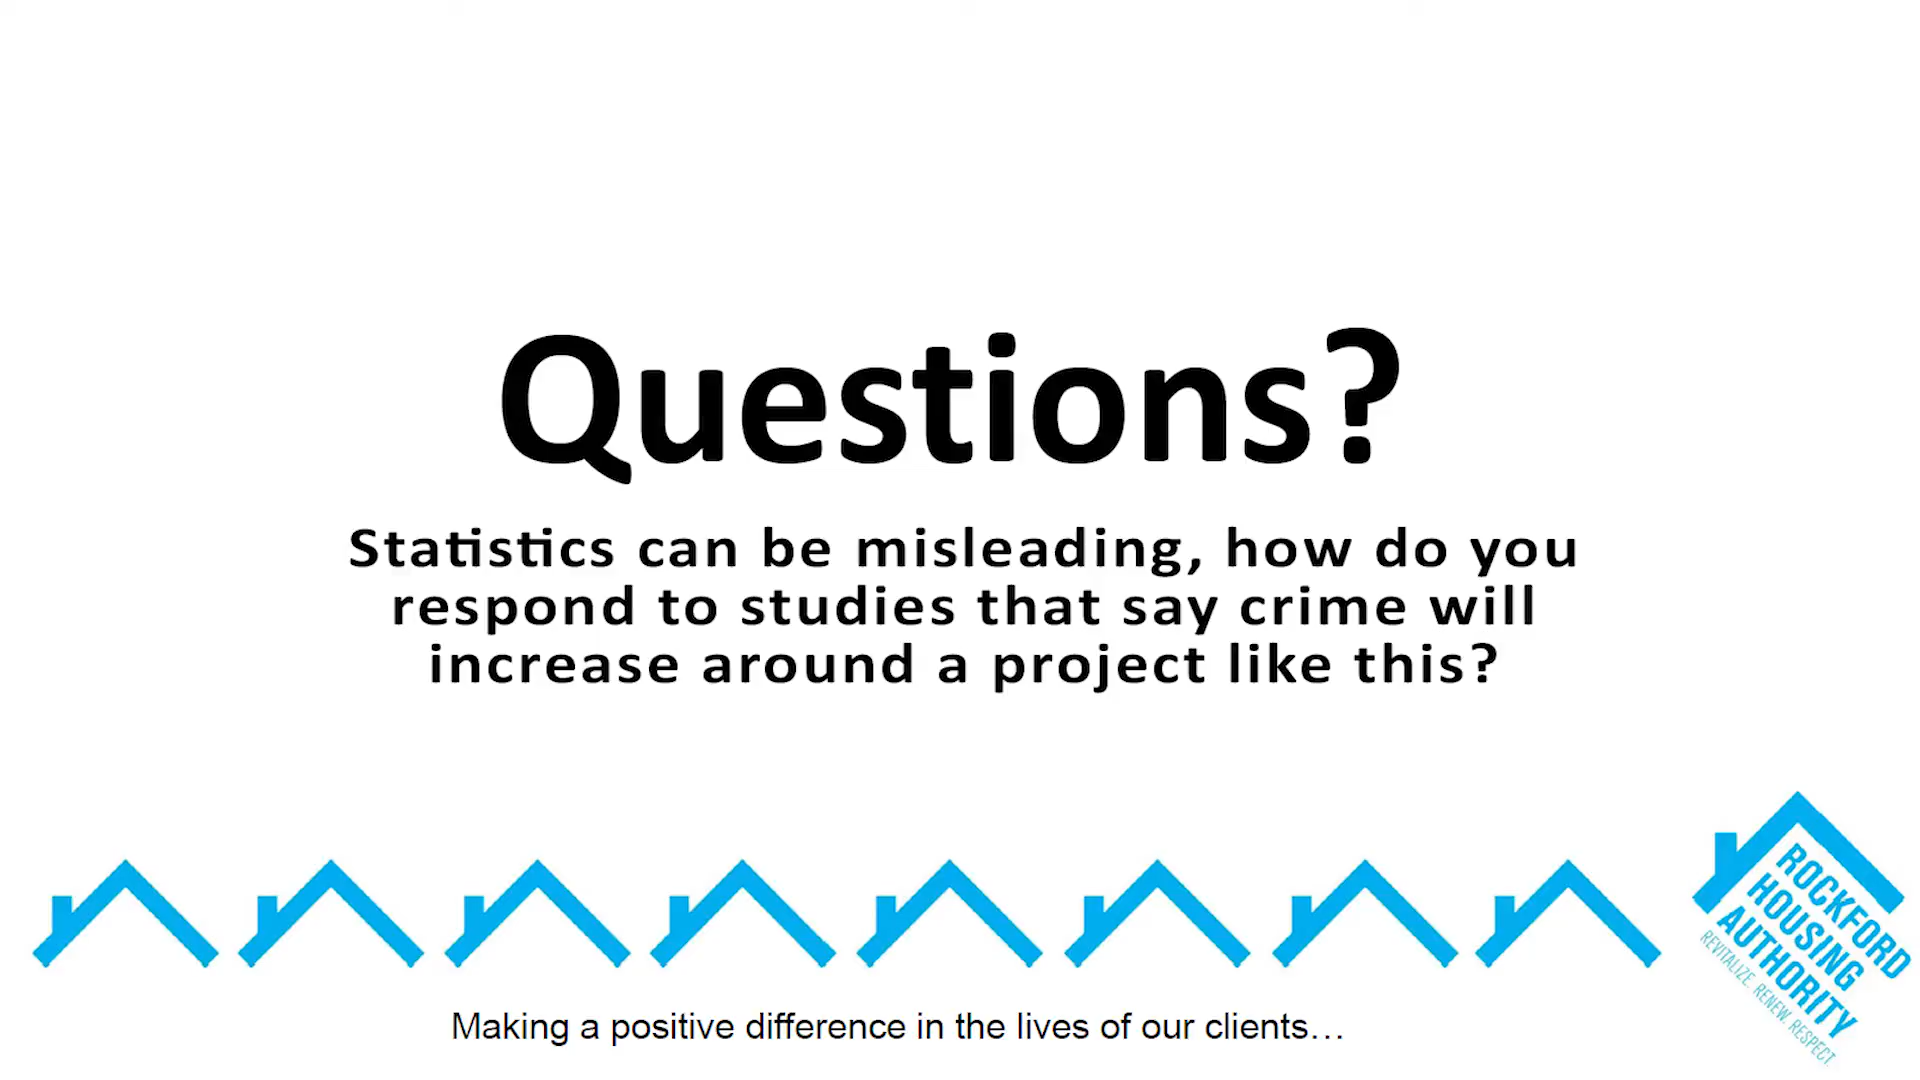 Questions?
Statistics can be misleading, how do you
respond to studies that say crime will
increase around a project like this?
ROCKFORD
HOUSING
AUTHORITY
REVITALIZE. RENEW. RESPECT.
Making a positive difference in the lives of our clients…